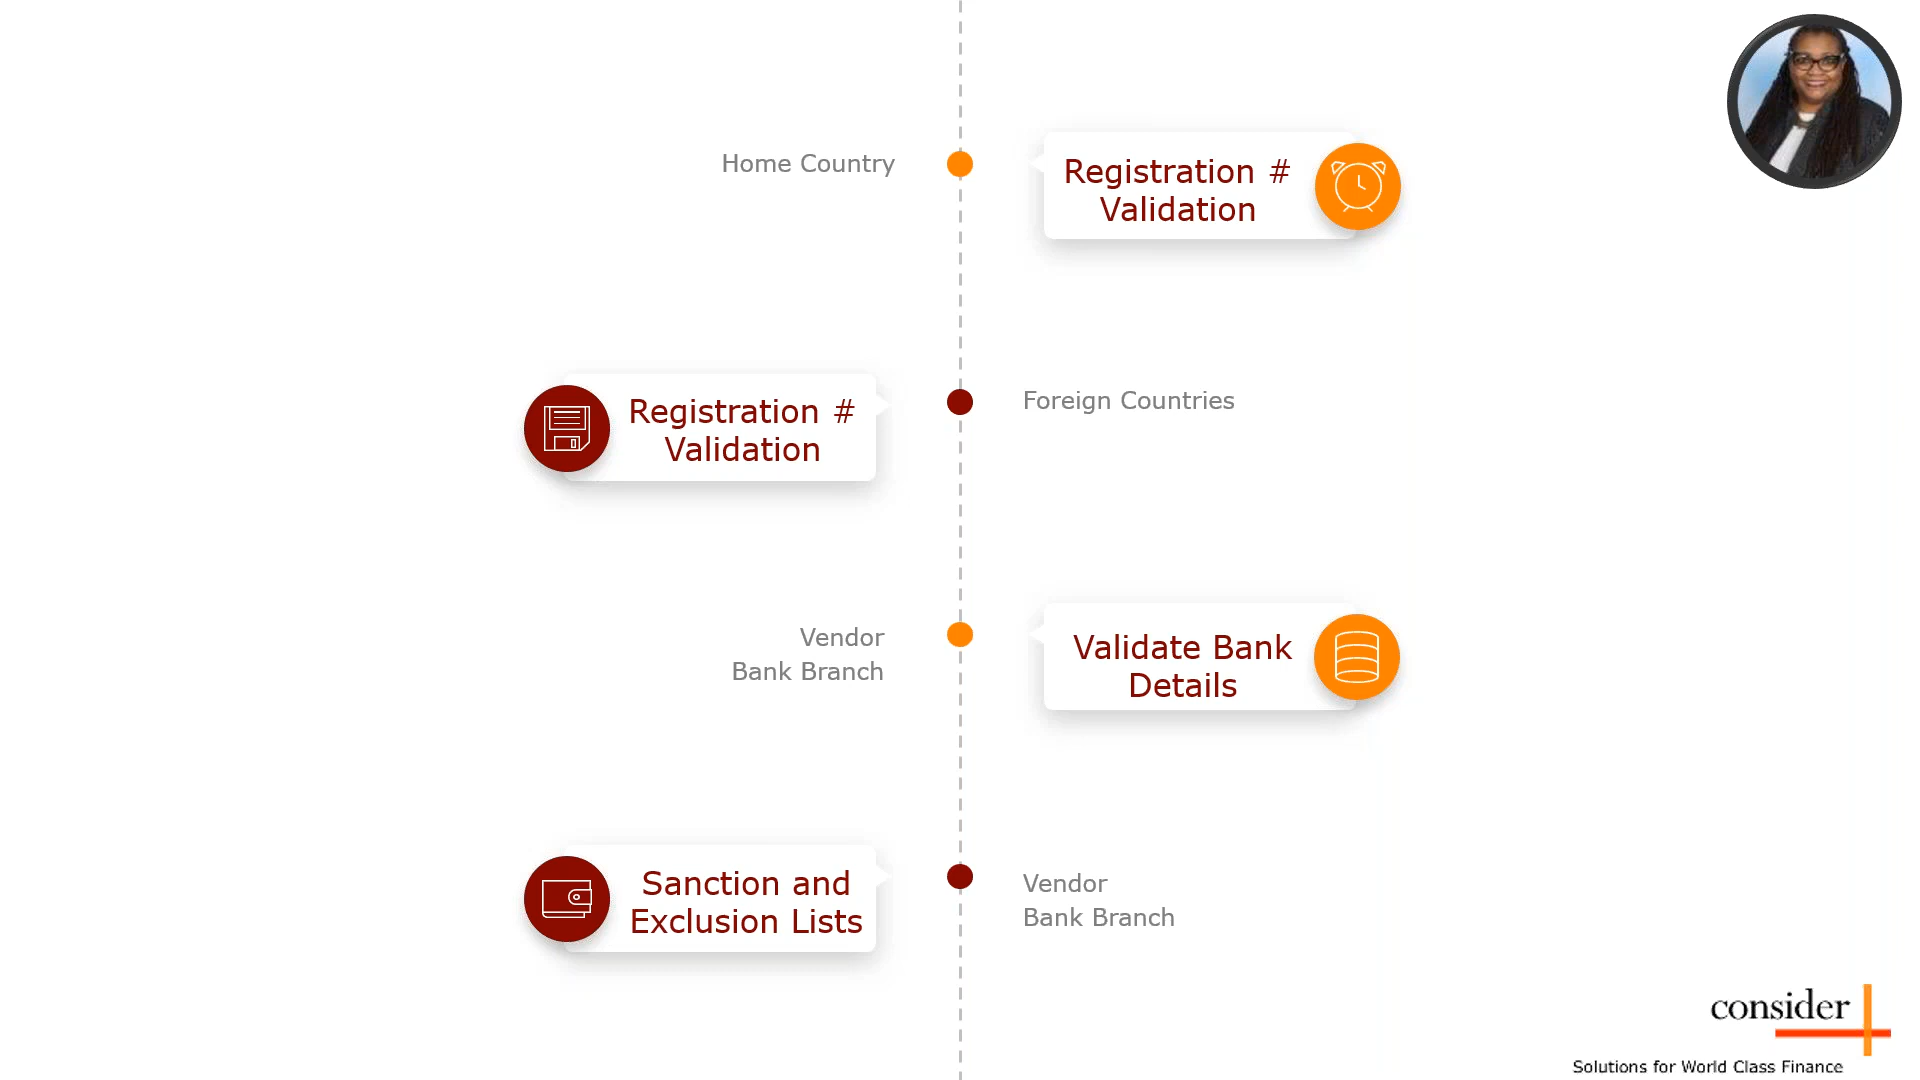 Home Country
Registration #
Validation
Registration #
Validation
Foreign Countries
Vendor
Bank Branch
Validate Bank
Details
Sanction and
Exclusion Lists
Vendor
Bank Branch
consider
Solutions for World Class Finance